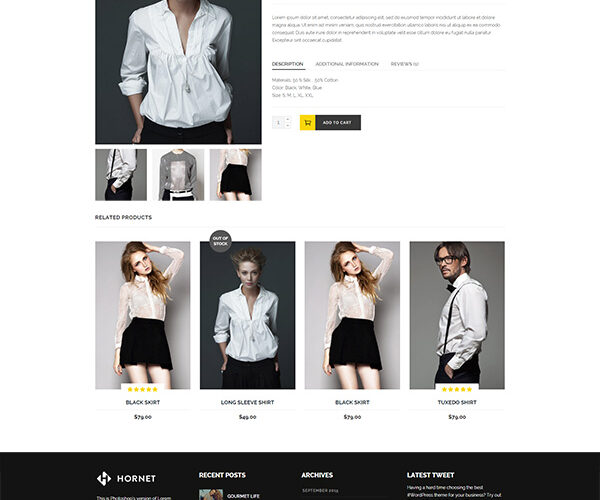 Lorem ipsum dolor sit amet, consectetur adipisicing elit, sed do eiusmod tempor incididunt ut labore et dolore
magna aliqua. Ut enim ad minim veniam, quis nostrud exercitation ullamco laboris nisi ut aliquip ex ea commodo
consequat. Duis aute irure dolor in reprehenderit in voluptate velit esse cillum dolore eu fugiat nulla pariatur.
Excepteur sint occaecat cupidatat
DESCRIPTION
ADDITIONAL INFORMATION
REVIEWS (1)
Color: Black, White, Blue
Size: S, M, L, XL, XXL
1
ADD TO CART
RELATED PRODUCTS
OUT OF
STOCK
BLACK SKIRT
$79.00
LONG SLEEVE SHIRT
$49.00
BLACK SKIRT
$79.00
TUXEDO SHIRT
$79.00
HORNET
This is Photoshop's version of Lorem
RECENT POSTS
GOURMET LIFE
ARCHIVES
SEPTEMBER 2015
LATEST TWEET
Having a hard time choosing the best
#WordPress theme for your business? Try out